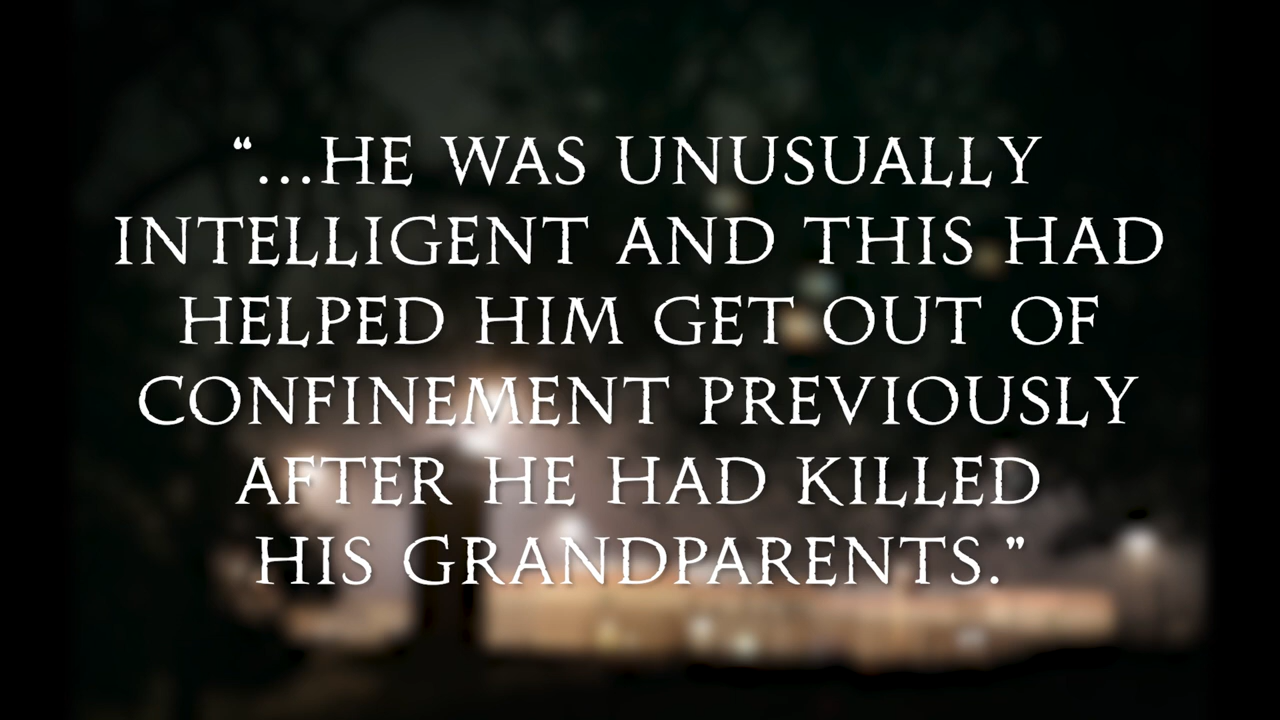 “...HE WAS UNUSUALLY
INTELLIGENT AND THIS HAD
HELPED HIM GET OUT OF
CONFINEMENT PREVIOUSLY
AFTER HE HAD KILLED
HIS GRANDPARENTS.”